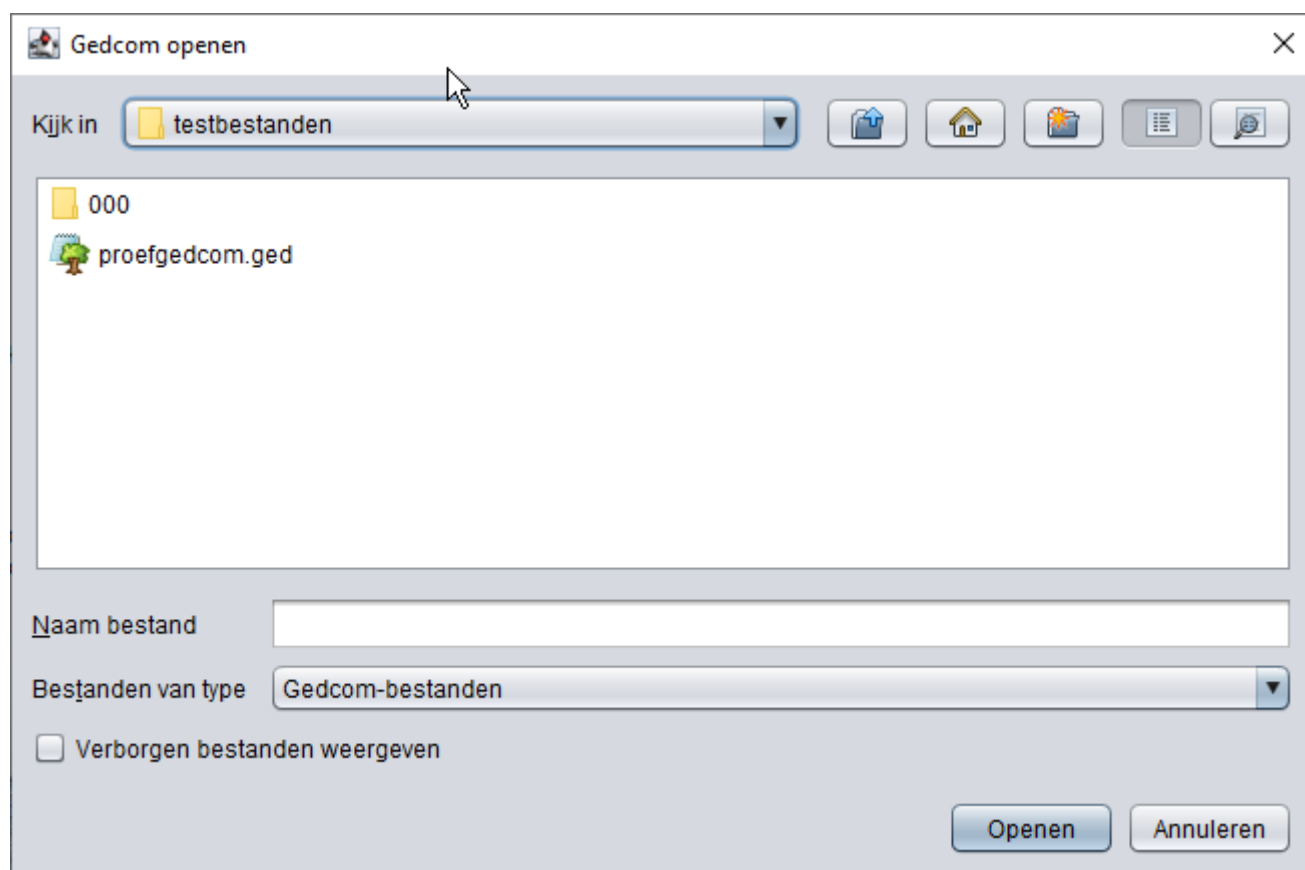 Gedcom openen
Kijk in testbestanden
000
proefgedcom.ged
Naam bestand
Bestanden van type Gedcom-bestanden
Verborgen bestanden weergeven
Openen Annuleren